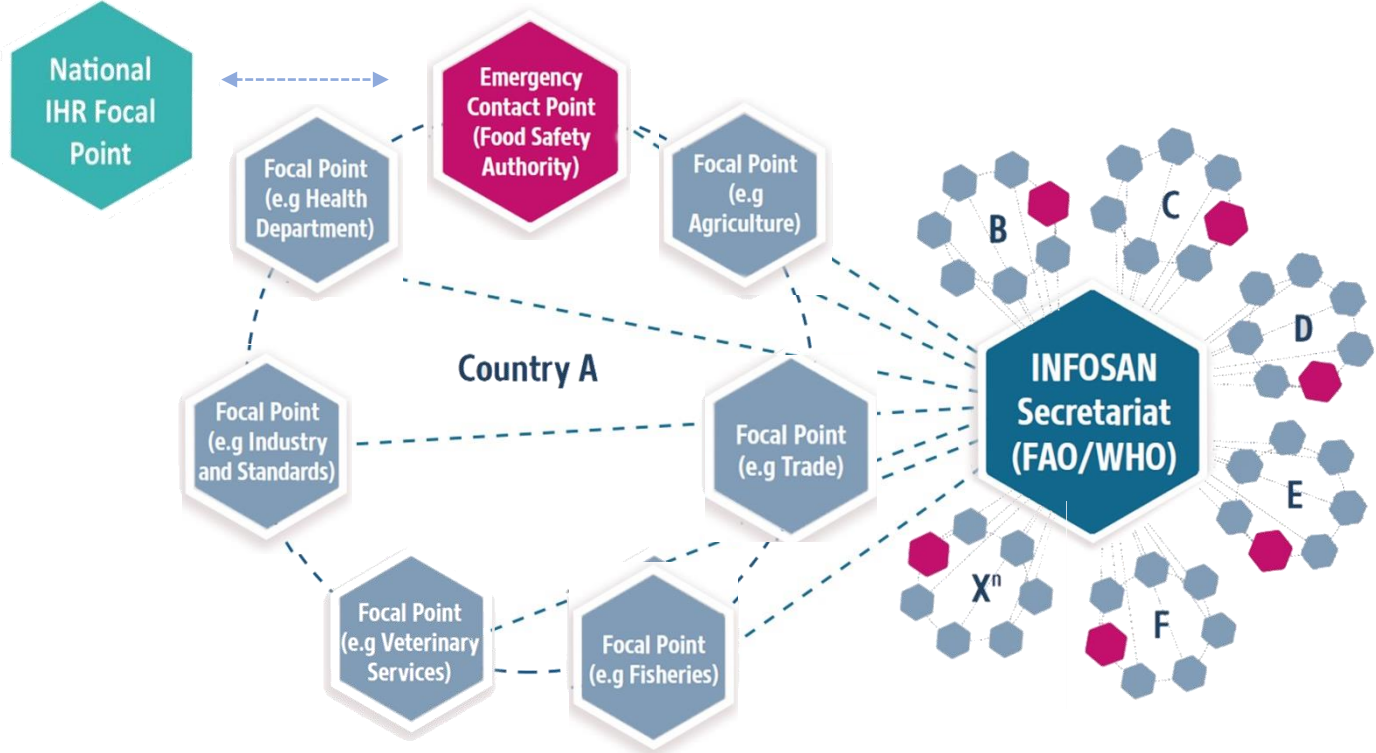 National
IHR Focal
Point
Emergency
Contact Point
(Food Safety
Authority)
Focal Point
(e.g Health
Department)
Focal Point
(e.g
Agriculture)
Country A
Focal Point
(e.g Industry
and Standards)
Focal Point
(e.g Trade)
Focal Point
(e.g Veterinary
Services)
Focal Point
(e.g Fisheries)
INFOSAN
Secretariat
(FAO/WHO)
B
C
D
E
F
Xⁿ